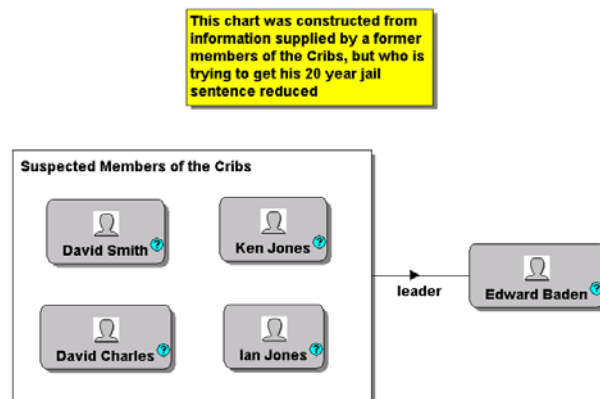 This chart was constructed from
information supplied by a former
members of the Cribs, but who is
trying to get his 20 year jail
sentence reduced
Suspected Members of the Cribs
David Smith ?
Ken Jones ?
leader
Edward Baden ?
David Charles ?
Ian Jones ?